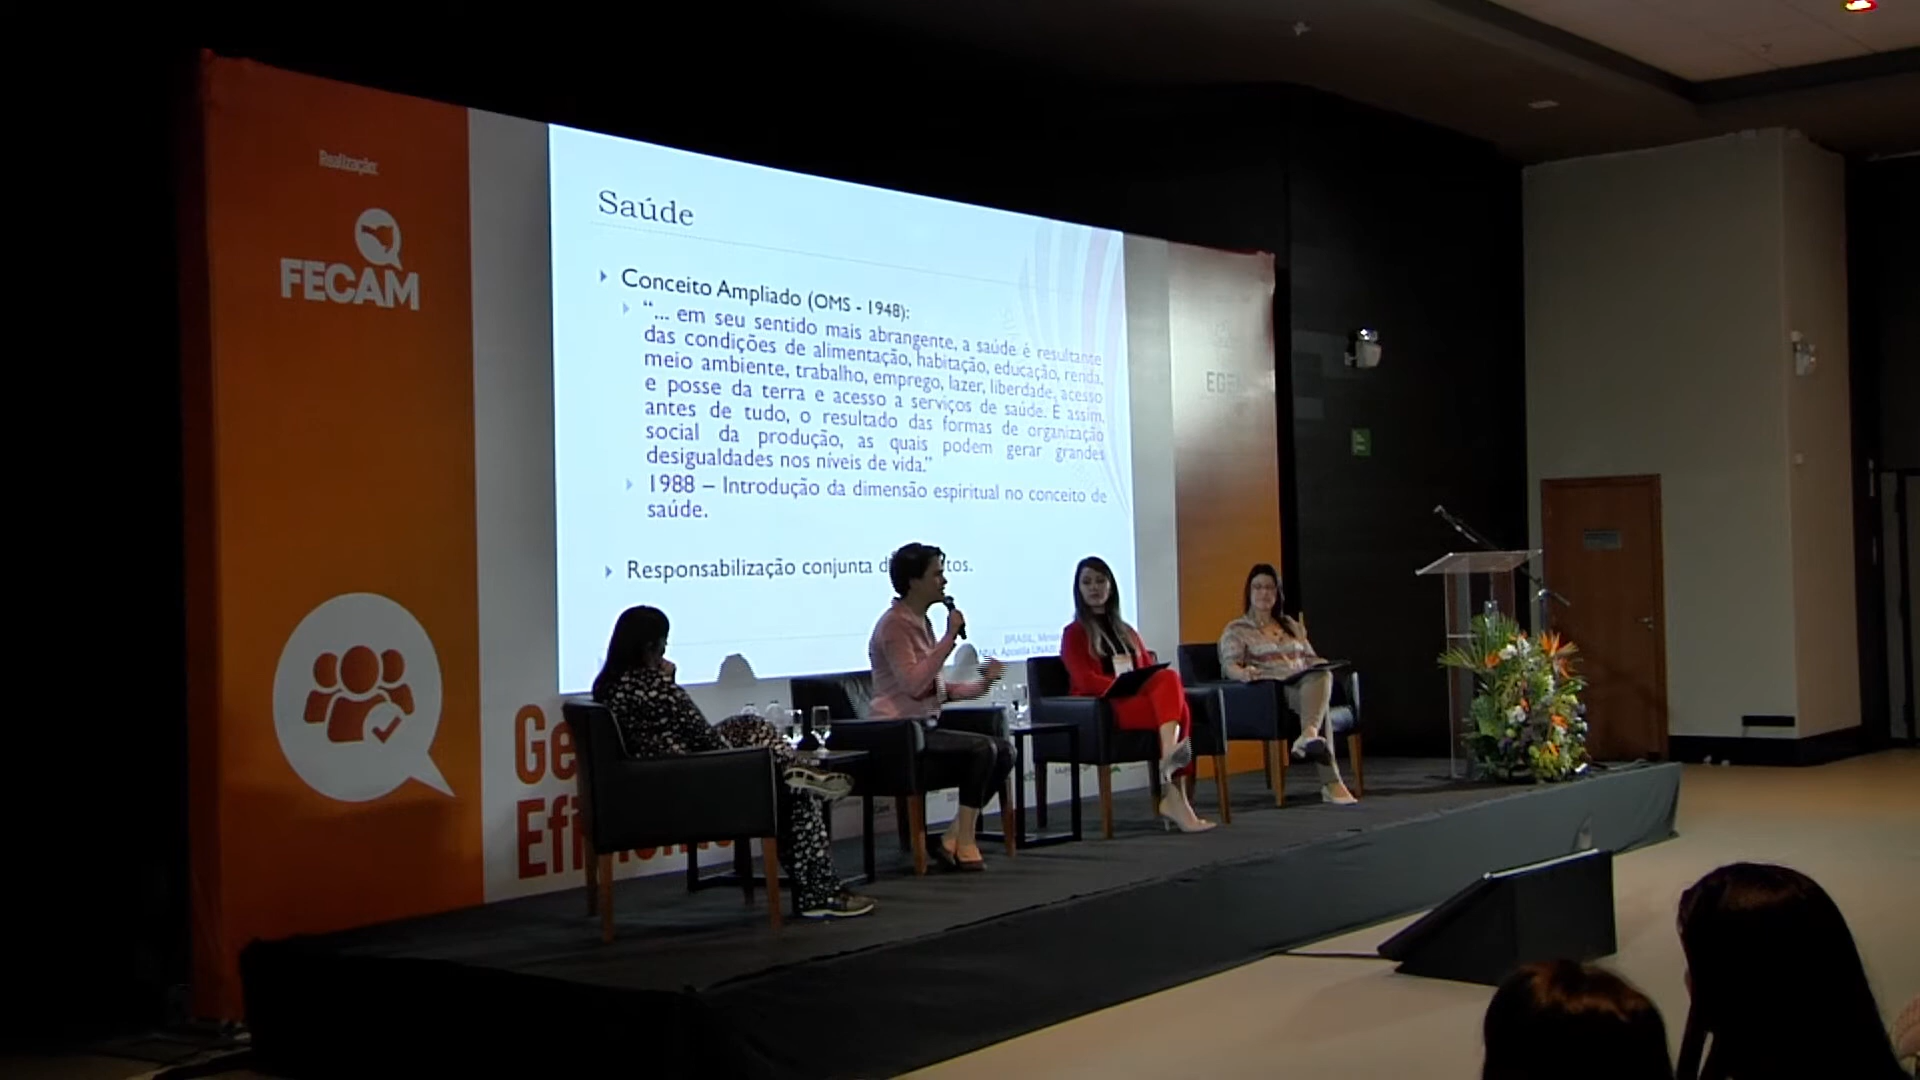 Realização:
FECAM
Saúde
Conceito Ampliado (OMS - 1948):
"... em seu sentido mais abrangente, a saúde é resultante
das condições de alimentação, habitação, educação, renda,
meio ambiente, trabalho, emprego, lazer, liberdade, acesso
e posse da terra e acesso a serviços de saúde. É assim,
antes de tudo, o resultado das formas de organização
social da produção, as quais podem gerar grandes
desigualdades nos níveis de vida."
1988 – Introdução da dimensão espiritual no conceito de
saúde.
Responsabilização conjunta
BRASIL,
Apostila